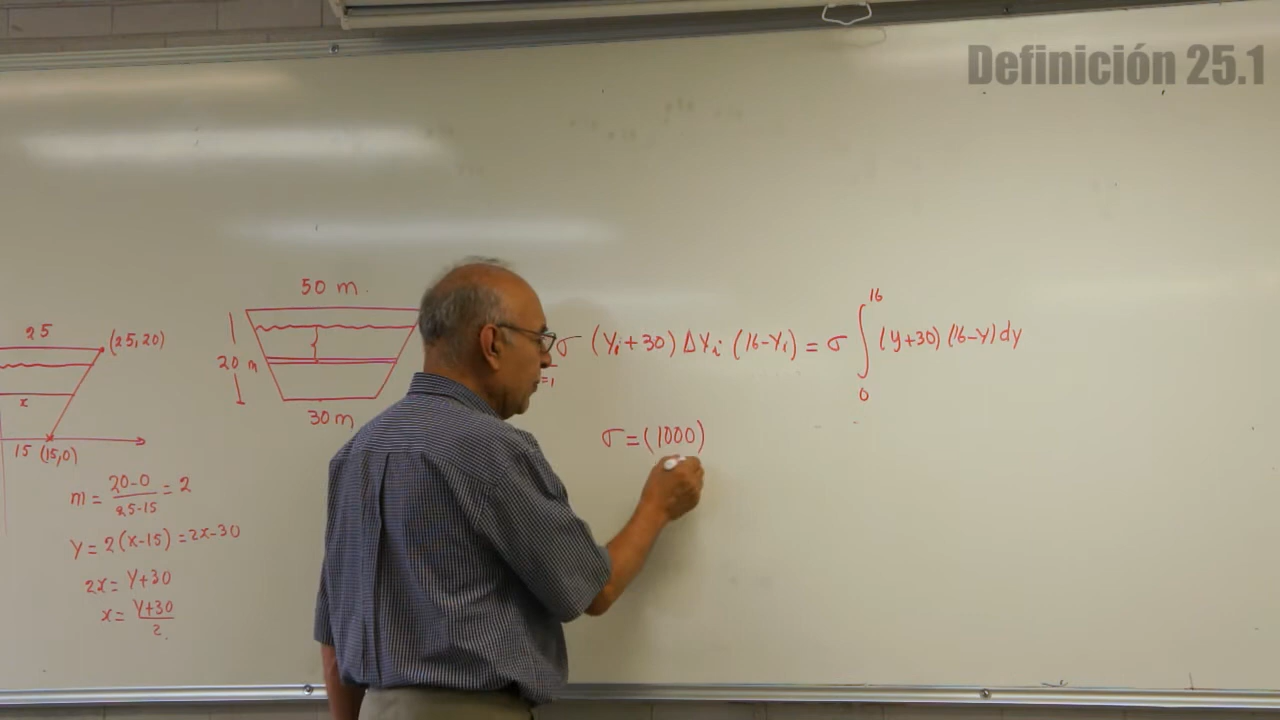 Definición 25.1
25
(25,20)
x
15 (15,0)
m = 20-0 / 25-15 = 2
y = 2(x-15) = 2x-30
2x = y+30
x = y+30 / 2
50 m
20 m
30 m
σ (yᵢ+30) Δyᵢ (16-yᵢ) = σ ∫₀¹⁶ (y+30) (16-y) dy
=1
σ = (1000)